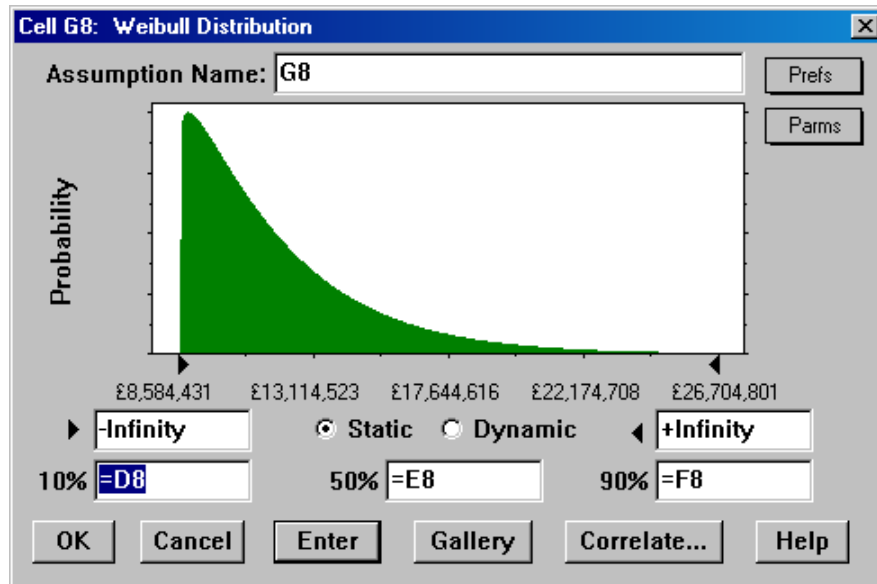 Cell G8: Weibull Distribution
Assumption Name: G8
Prefs
Parms
Probability
£8,584,431 £13,114,523 £17,644,616 £22,174,708 £26,704,801
-Infinity Static Dynamic +Infinity
10% =D8 50% =E8 90% =F8
OK Cancel Enter Gallery Correlate... Help